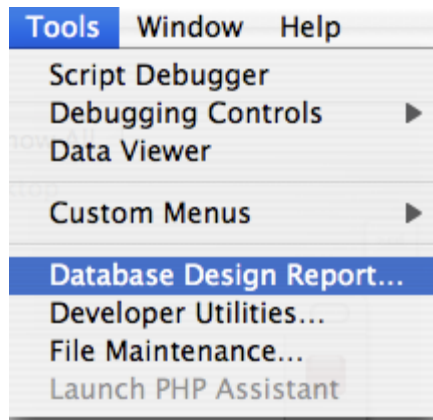 Tools Window Help
Script Debugger
Debugging Controls
Data Viewer
Custom Menus
Database Design Report...
Developer Utilities...
File Maintenance...
Launch PHP Assistant